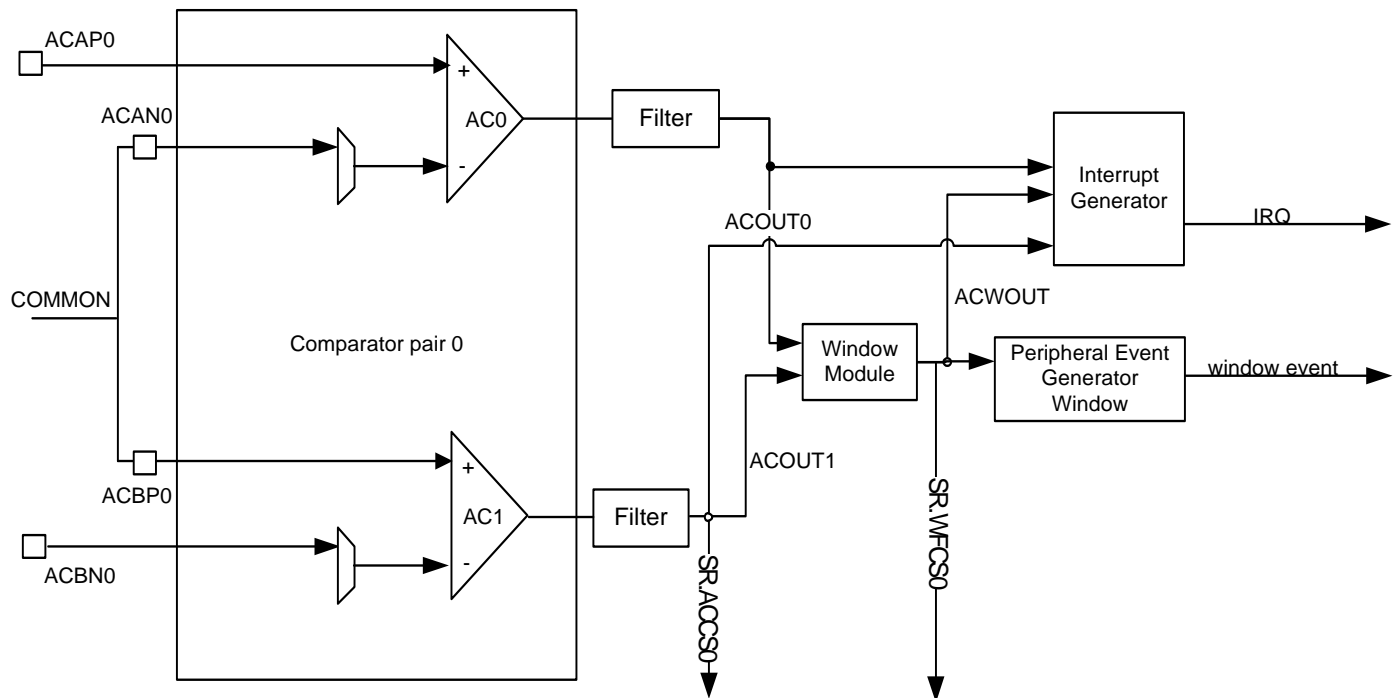 ACAP0
+
ACAN0
AC0
-
Filter
Interrupt
Generator
IRQ
ACOUT0
COMMON
ACWOUT
Comparator pair 0
Window
Module
Peripheral Event
Generator
Window
window event
ACOUT1
ACBP0
+
AC1
Filter
-
ACBN0
SR.ACCS0
SR.WFCS0